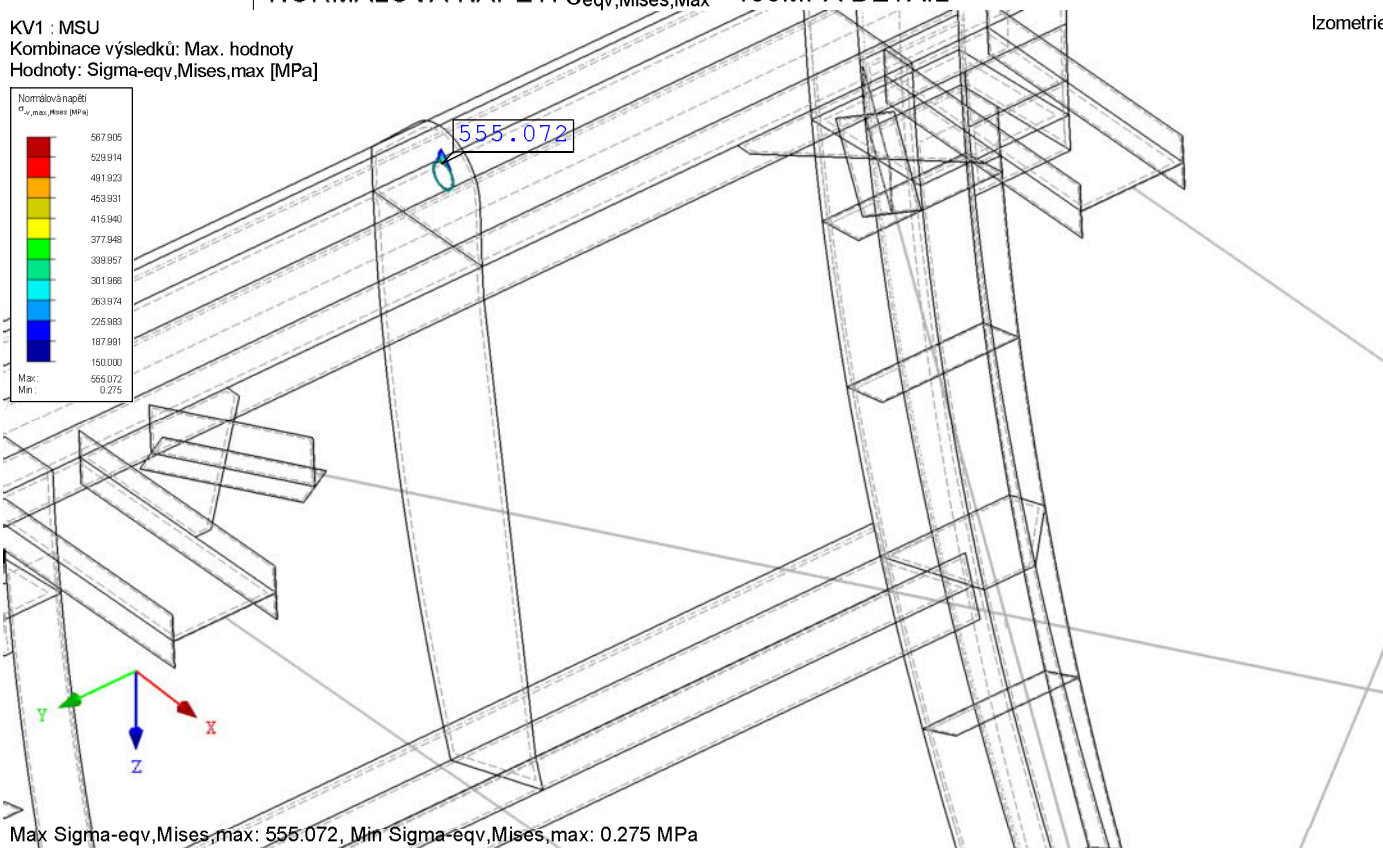 KV1 : MSU
Izometrie
Kombinace výsledků: Max. hodnoty
Hodnoty: Sigma-eqv,Mises,max [MPa]
Normálová napětí
σ-v,max,Mises [MPa]
567.905
529.914
491.923
453.931
415.940
377.948
339.957
301.966
263.974
225.983
187.991
150.000
Max : 555.072
Min : 0.275
555.072
Y
X
Z
Max Sigma-eqv,Mises,max: 555.072, Min Sigma-eqv,Mises,max: 0.275 MPa